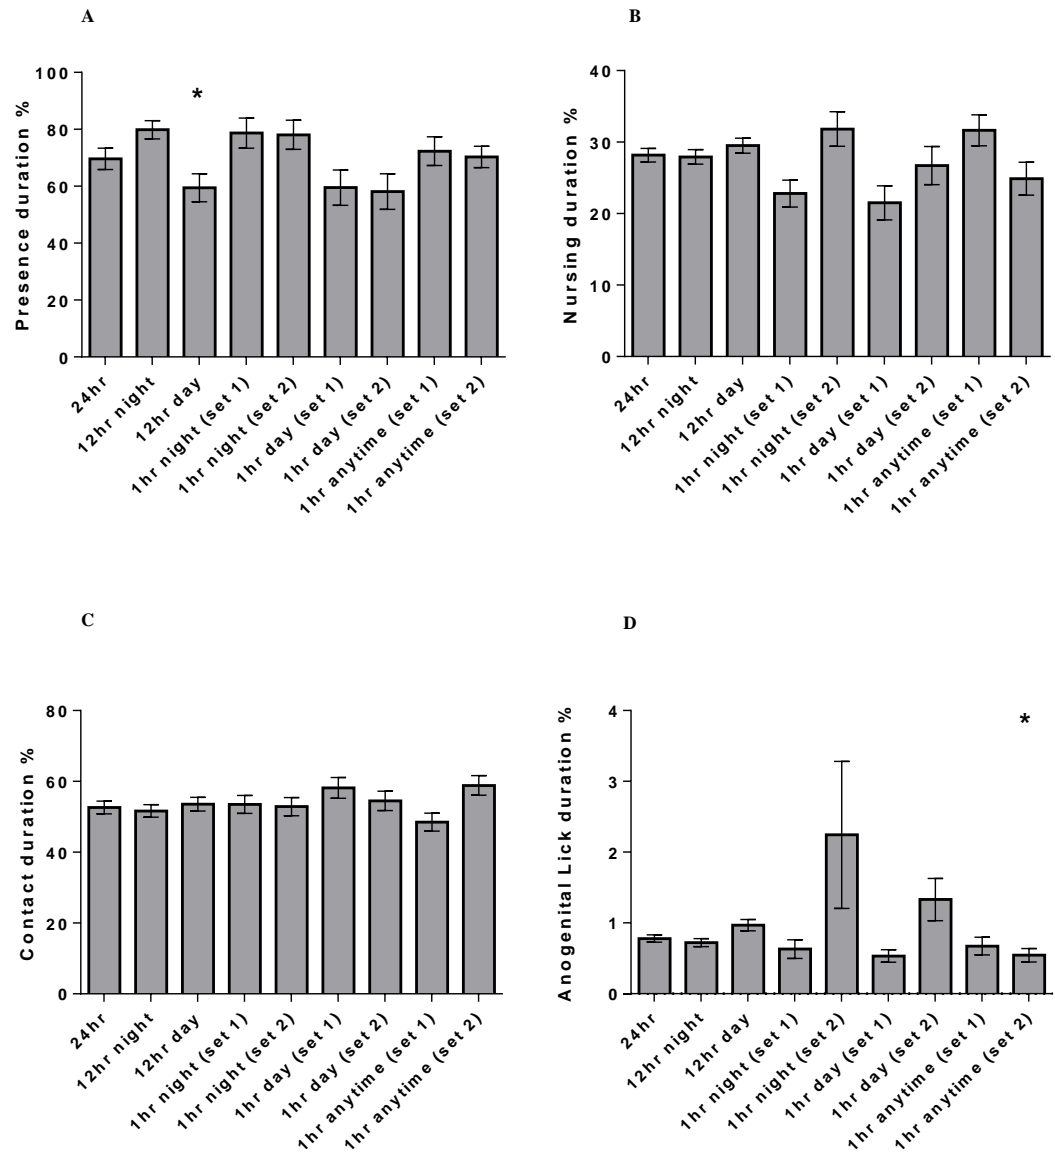 A
Presence duration %
100
80
60
40
20
0
*
24hr
12hr night
12hr day
1hr night (set 1)
1hr night (set 2)
1hr day (set 1)
1hr day (set 2)
1hr anytime (set 1)
1hr anytime (set 2)
B
Nursing duration %
40
30
20
10
0
24hr
12hr night
12hr day
1hr night (set 1)
1hr night (set 2)
1hr day (set 1)
1hr day (set 2)
1hr anytime (set 1)
1hr anytime (set 2)
C
Contact duration %
80
60
40
20
0
24hr
12hr night
12hr day
1hr night (set 1)
1hr night (set 2)
1hr day (set 1)
1hr day (set 2)
1hr anytime (set 1)
1hr anytime (set 2)
D
Anogenital Lick duration %
4
3
2
1
0
*
24hr
12hr night
12hr day
1hr night (set 1)
1hr night (set 2)
1hr day (set 1)
1hr day (set 2)
1hr anytime (set 1)
1hr anytime (set 2)